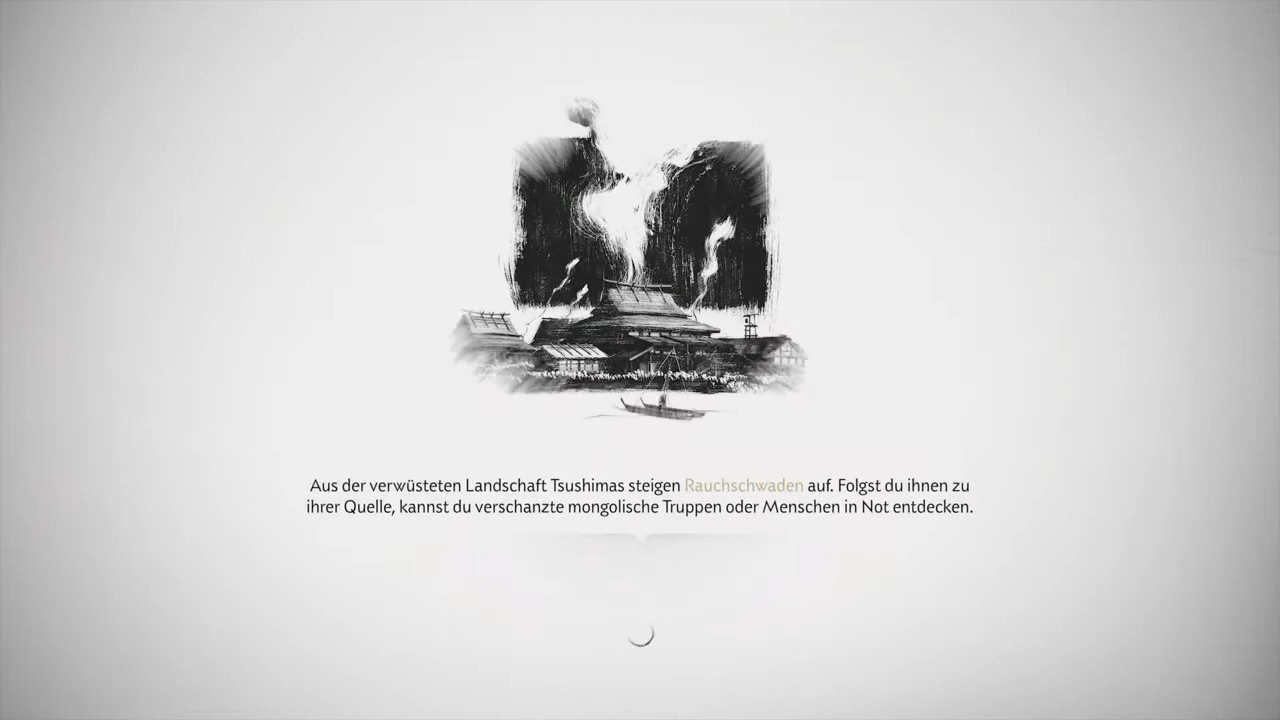 Aus der verwüsteten Landschaft Tsushimas steigen Rauchschwaden auf. Folgst du ihnen zu
ihrer Quelle, kannst du verschanzte mongolische Truppen oder Menschen in Not entdecken.